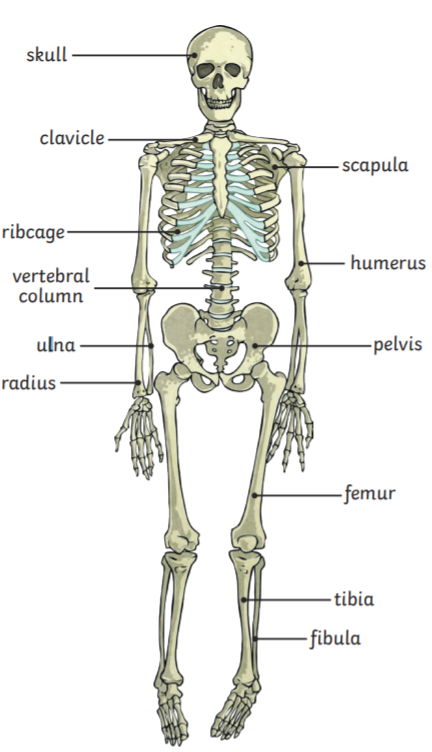 skull
clavicle
scapula
ribcage
humerus
vertebral
column
ulna
pelvis
radius
femur
tibia
fibula